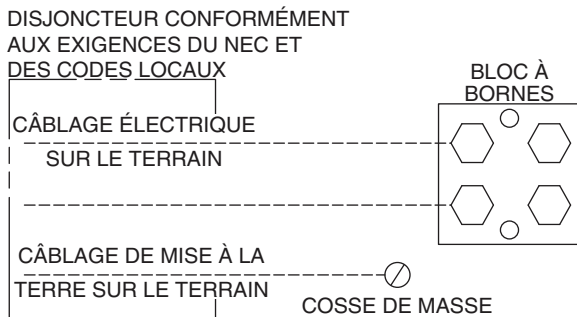 DISJONCTEUR CONFORMÉMENT
AUX EXIGENCES DU NEC ET
DES CODES LOCAUX
BLOC À
BORNES
CÂBLAGE ÉLECTRIQUE
SUR LE TERRAIN
CÂBLAGE DE MISE À LA
TERRE SUR LE TERRAIN
COSSE DE MASSE